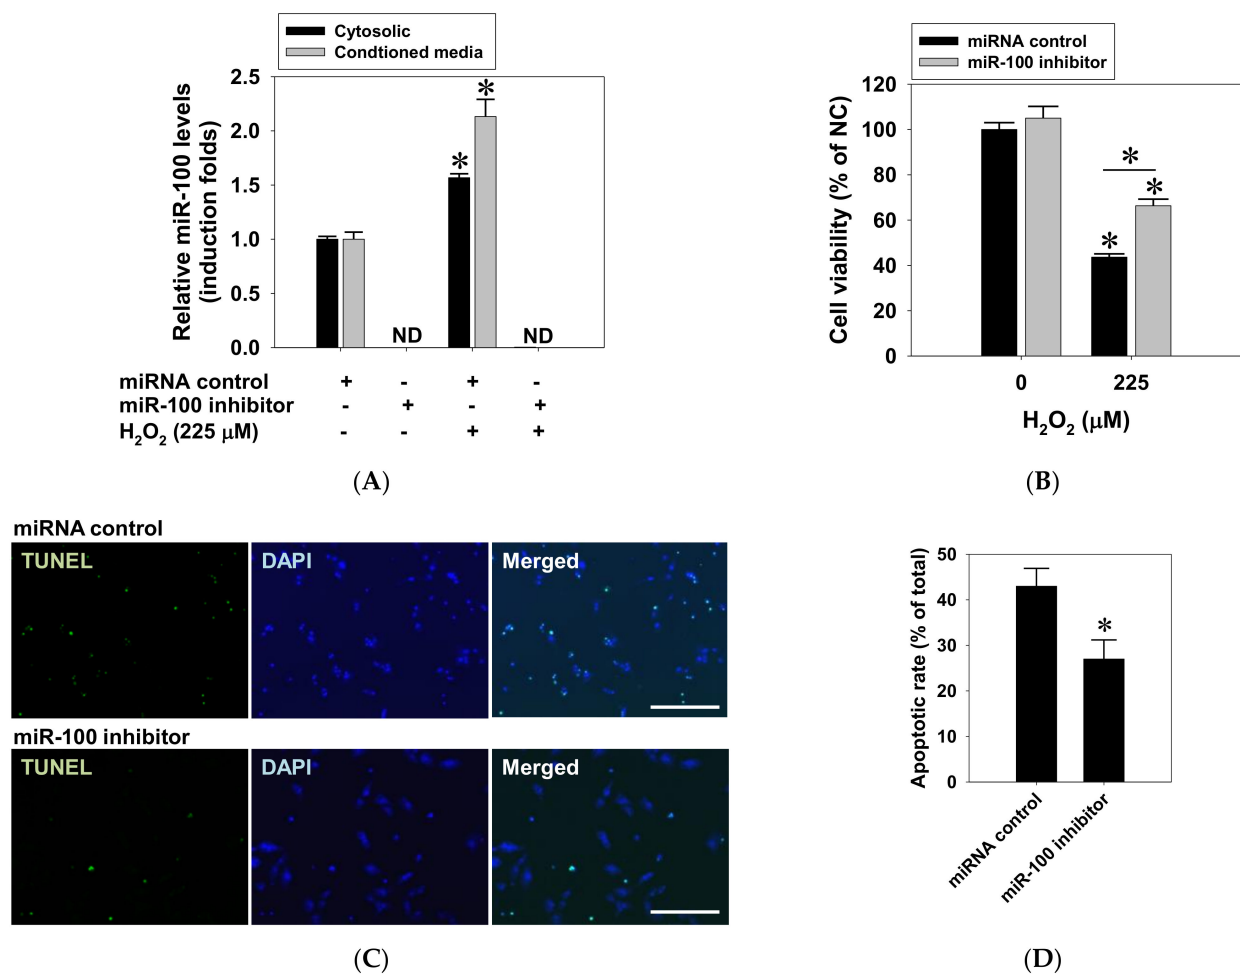 Cytosolic
Condtioned media
Relative miR-100 levels
(induction folds)
2.5
2.0
1.5
1.0
0.5
0.0
*
*
ND
ND
miRNA control + - + -
miR-100 inhibitor - + - +
H₂O₂ (225 μM) - - + +
(A)
miRNA control
miR-100 inhibitor
Cell viability (% of NC)
120
100
80
60
40
20
0
*
*
*
0 225
H₂O₂ (μM)
(B)
miRNA control
TUNEL DAPI Merged
miR-100 inhibitor
TUNEL DAPI Merged
(C)
Apoptotic rate (% of total)
50
40
30
20
10
0
*
miRNA control
miR-100 inhibitor
(D)